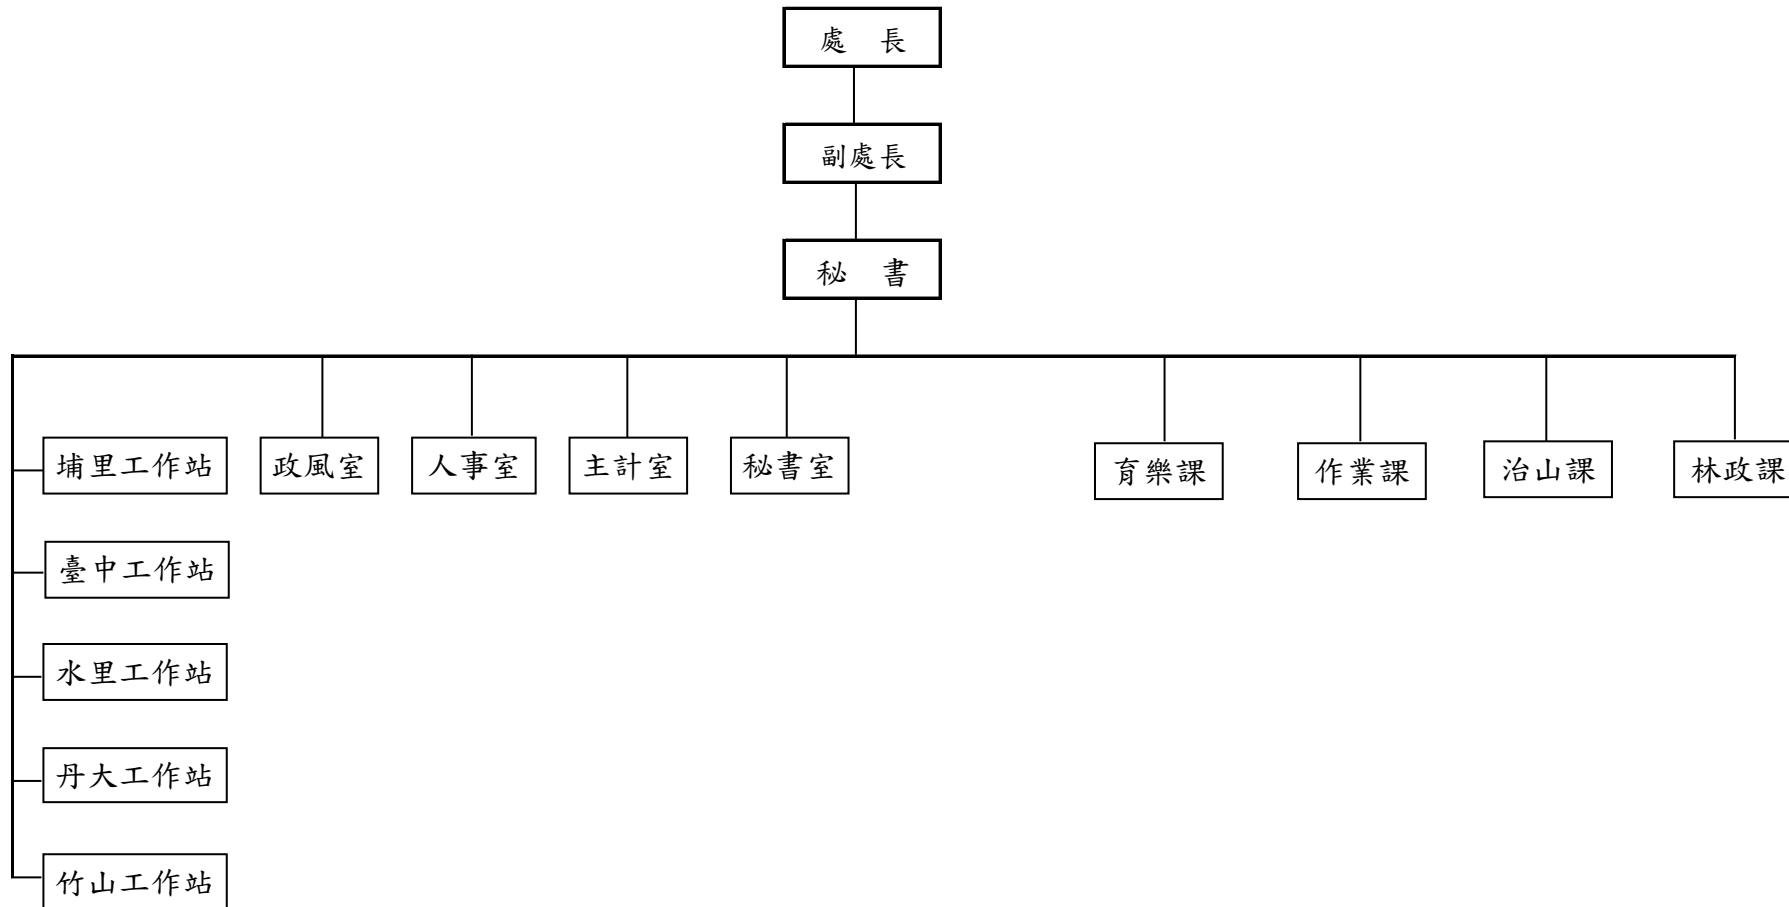 處　長
副處長
秘　書
埔里工作站
政風室
人事室
主計室
秘書室
育樂課
作業課
治山課
林政課
臺中工作站
水里工作站
丹大工作站
竹山工作站